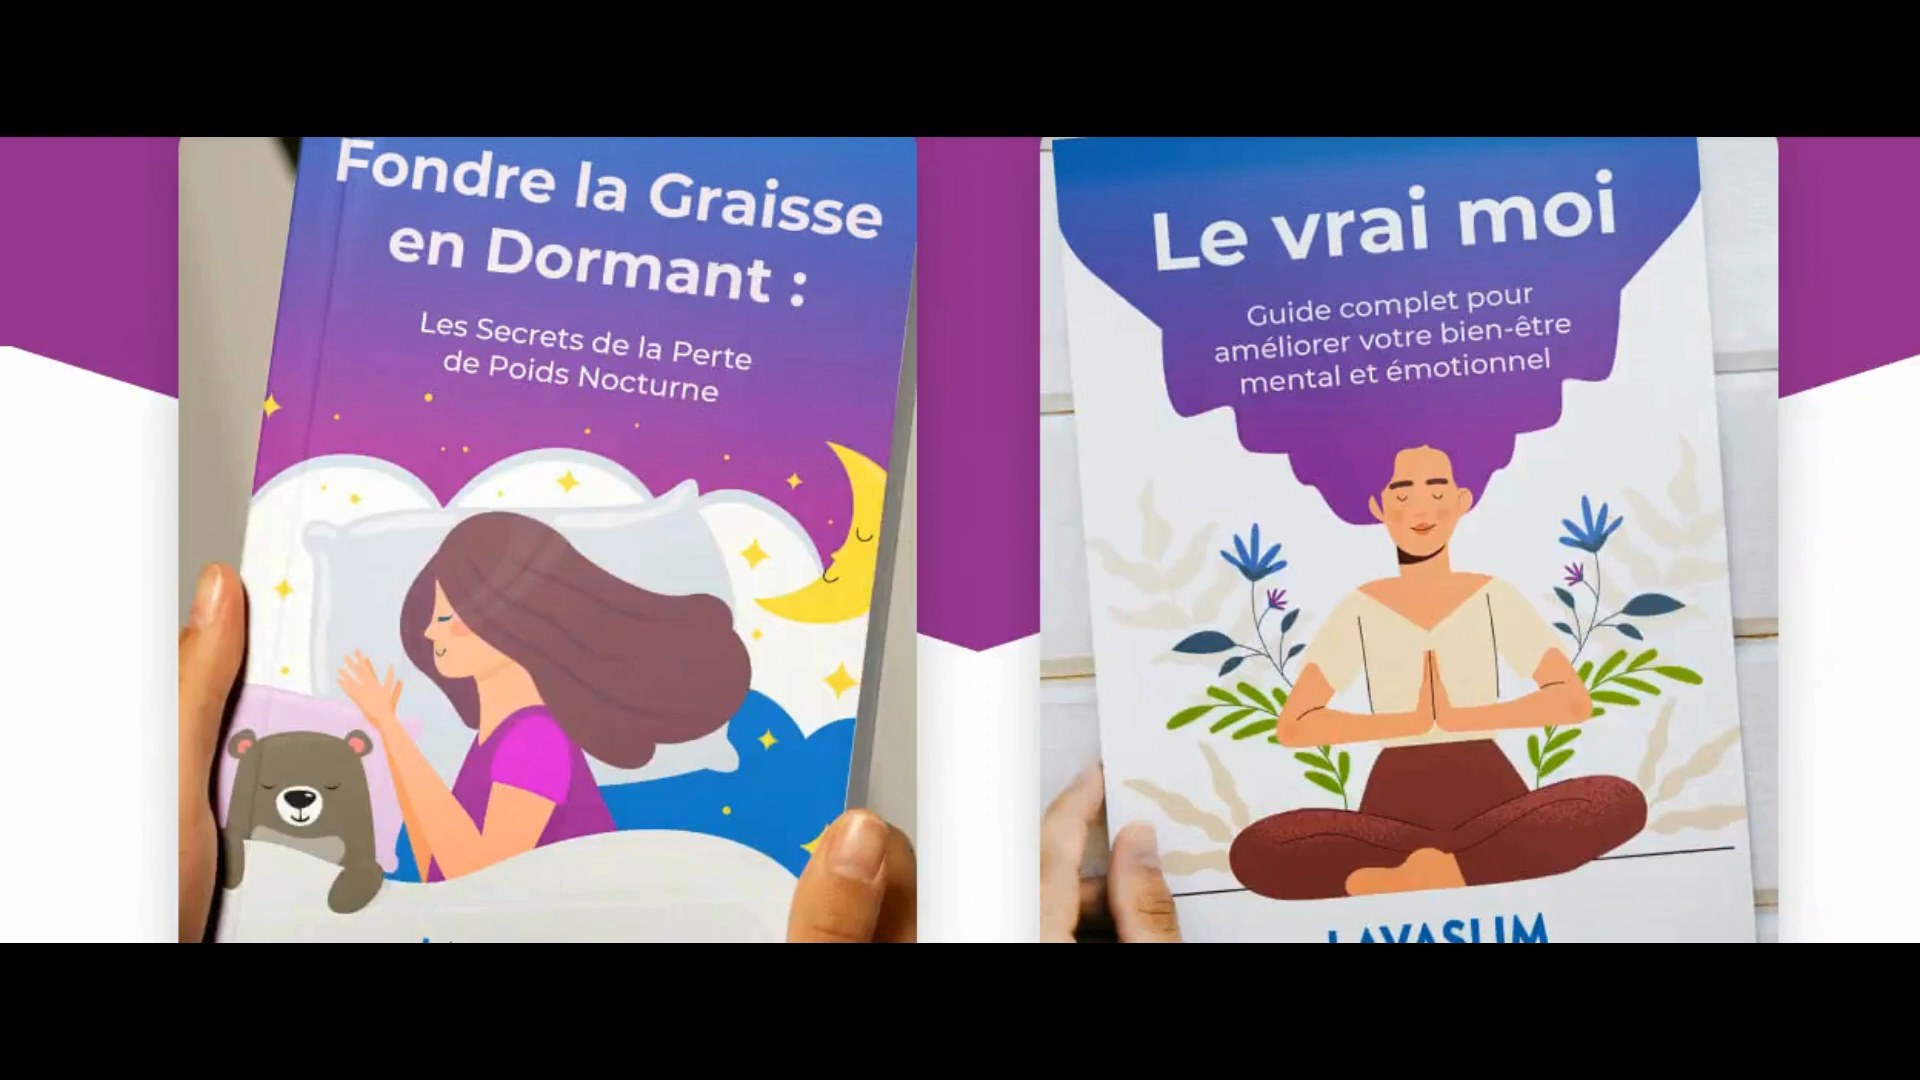 Fondre la Graisse
en Dormant :
Les Secrets de la Perte
de Poids Nocturne
Le vrai moi
Guide complet pour
améliorer votre bien-être
mental et émotionnel
LAVASLIM